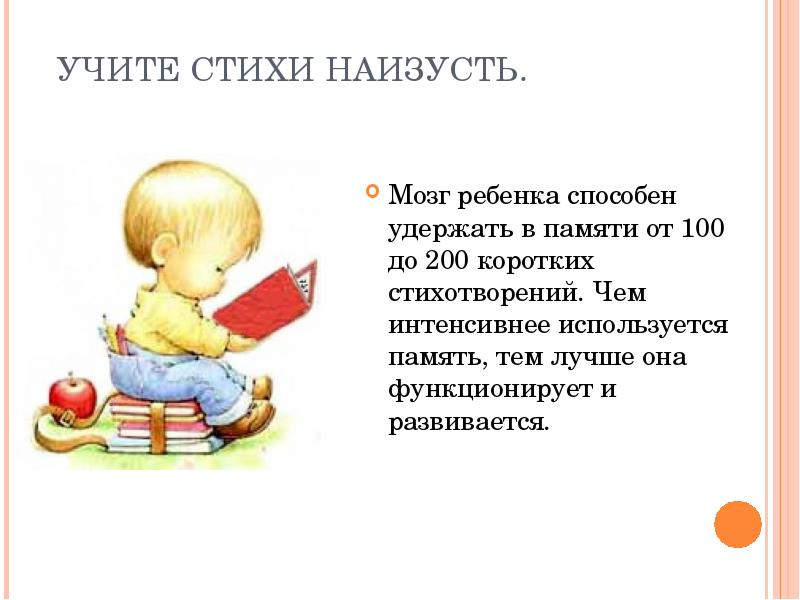 УЧИТЕ СТИХИ НАИЗУСТЬ.
Мозг ребенка способен
удержать в памяти от 100
до 200 коротких
стихотворений. Чем
интенсивнее используется
память, тем лучше она
функционирует и
развивается.